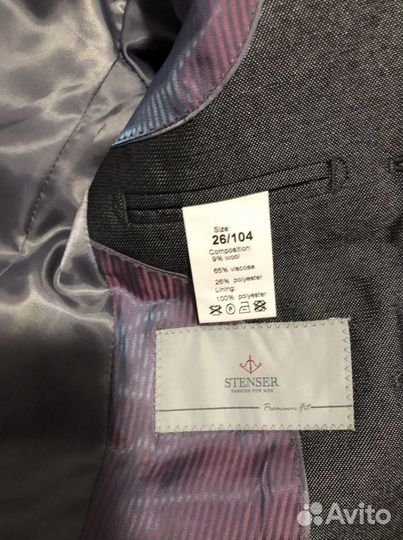 Size:
26/104
Composition:
9% wool
65% viscose
26% polyester
Lining:
100% polyester
P
STENSER
FASHION FOR MEN
Premium Fit
Avito